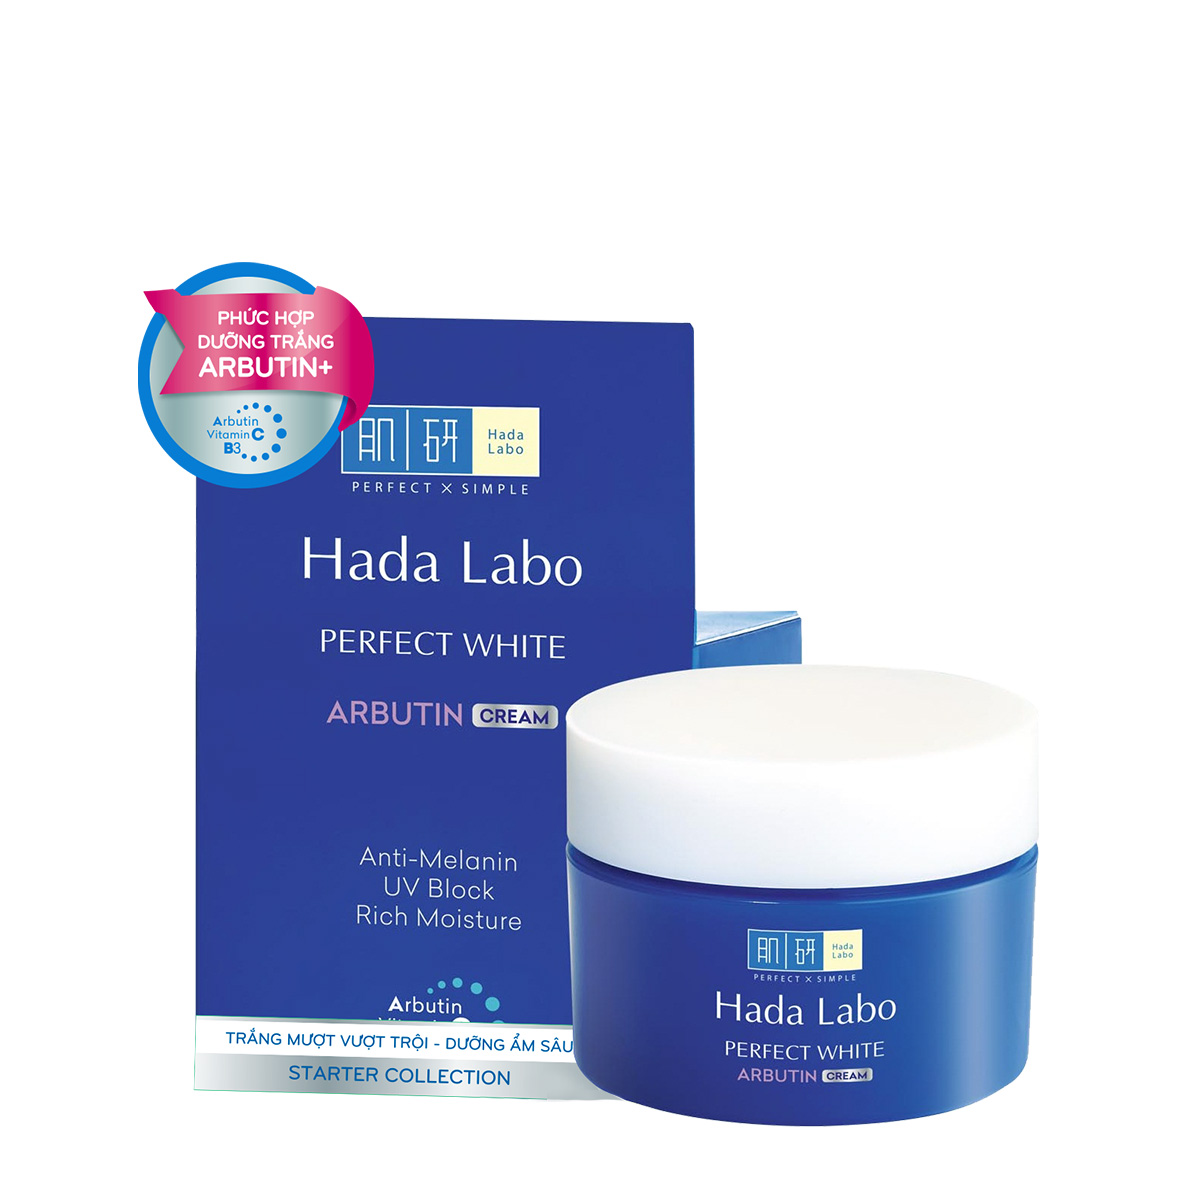 PHỨC HỢP
DƯỠNG TRẮNG
ARBUTIN+
Arbutin
Vitamin C
B3
肌研
Hada
Labo
PERFECT X SIMPLE
Hada Labo
PERFECT WHITE
ARBUTIN CREAM
Anti-Melanin
UV Block
Rich Moisture
Arbutin
TRẮNG MƯỢT VƯỢT TRỘI - DƯỠNG ẨM SÂU
STARTER COLLECTION
肌研
Hada
Labo
PERFECT X SIMPLE
Hada Labo
PERFECT WHITE
ARBUTIN CREAM